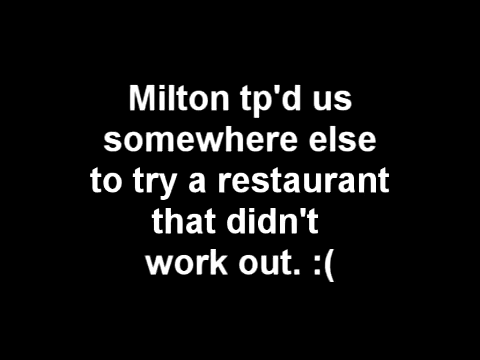 Milton tp'd us
somewhere else
to try a restaurant
that didn't
work out. :(